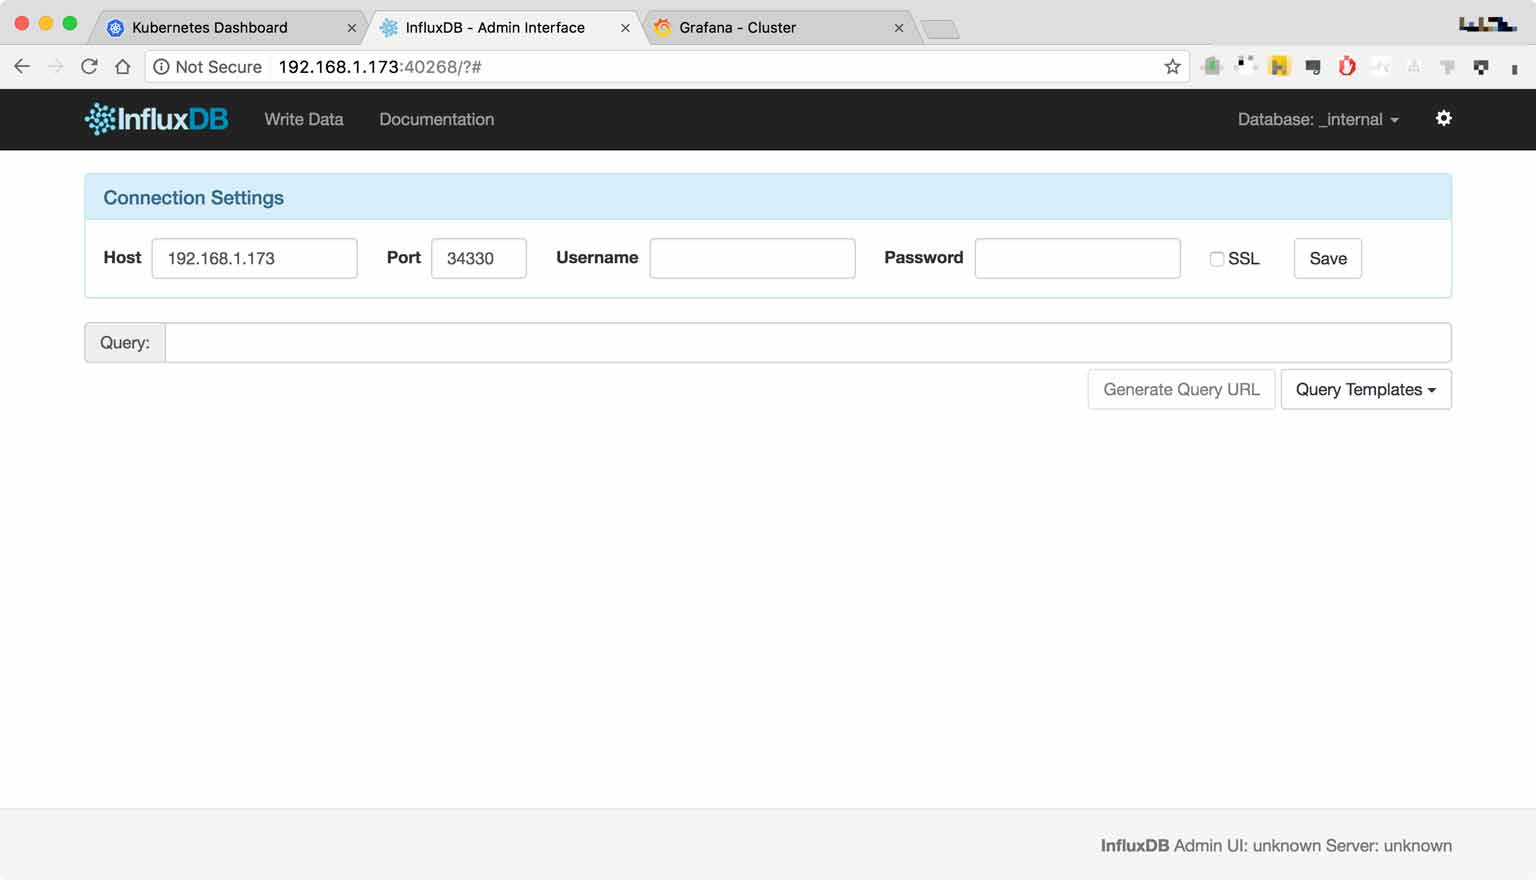 Kubernetes Dashboard
InfluxDB - Admin Interface
Grafana - Cluster
Not Secure
192.168.1.173:40268/?#
InfluxDB
Write Data
Documentation
Database: _internal
Connection Settings
Host 192.168.1.173 Port 34330 Username Password SSL Save
Query:
Generate Query URL Query Templates
InfluxDB Admin UI: unknown Server: unknown